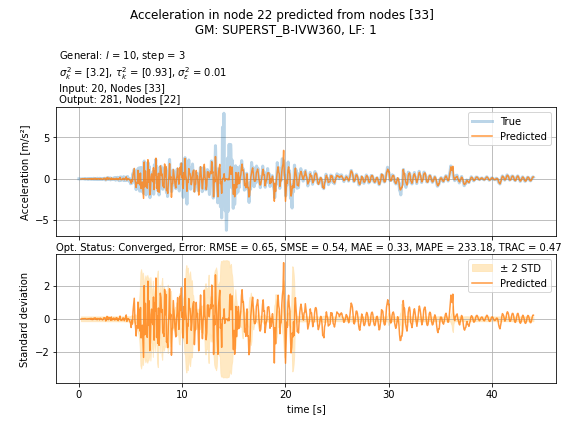 Acceleration in node 22 predicted from nodes [33]
GM: SUPERST_B-IVW360, LF: 1
General: l = 10, step = 3
σ²ₖ = [3.2], τ²ₖ = [0.93], σ²ε = 0.01
Input: 20, Nodes [33]
Output: 281, Nodes [22]
True
Predicted
5
0
−5
Acceleration [m/s²]
Opt. Status: Converged, Error: RMSE = 0.65, SMSE = 0.54, MAE = 0.33, MAPE = 233.18, TRAC = 0.47
± 2 STD
Predicted
2
0
−2
Standard deviation
0 10 20 30 40
time [s]